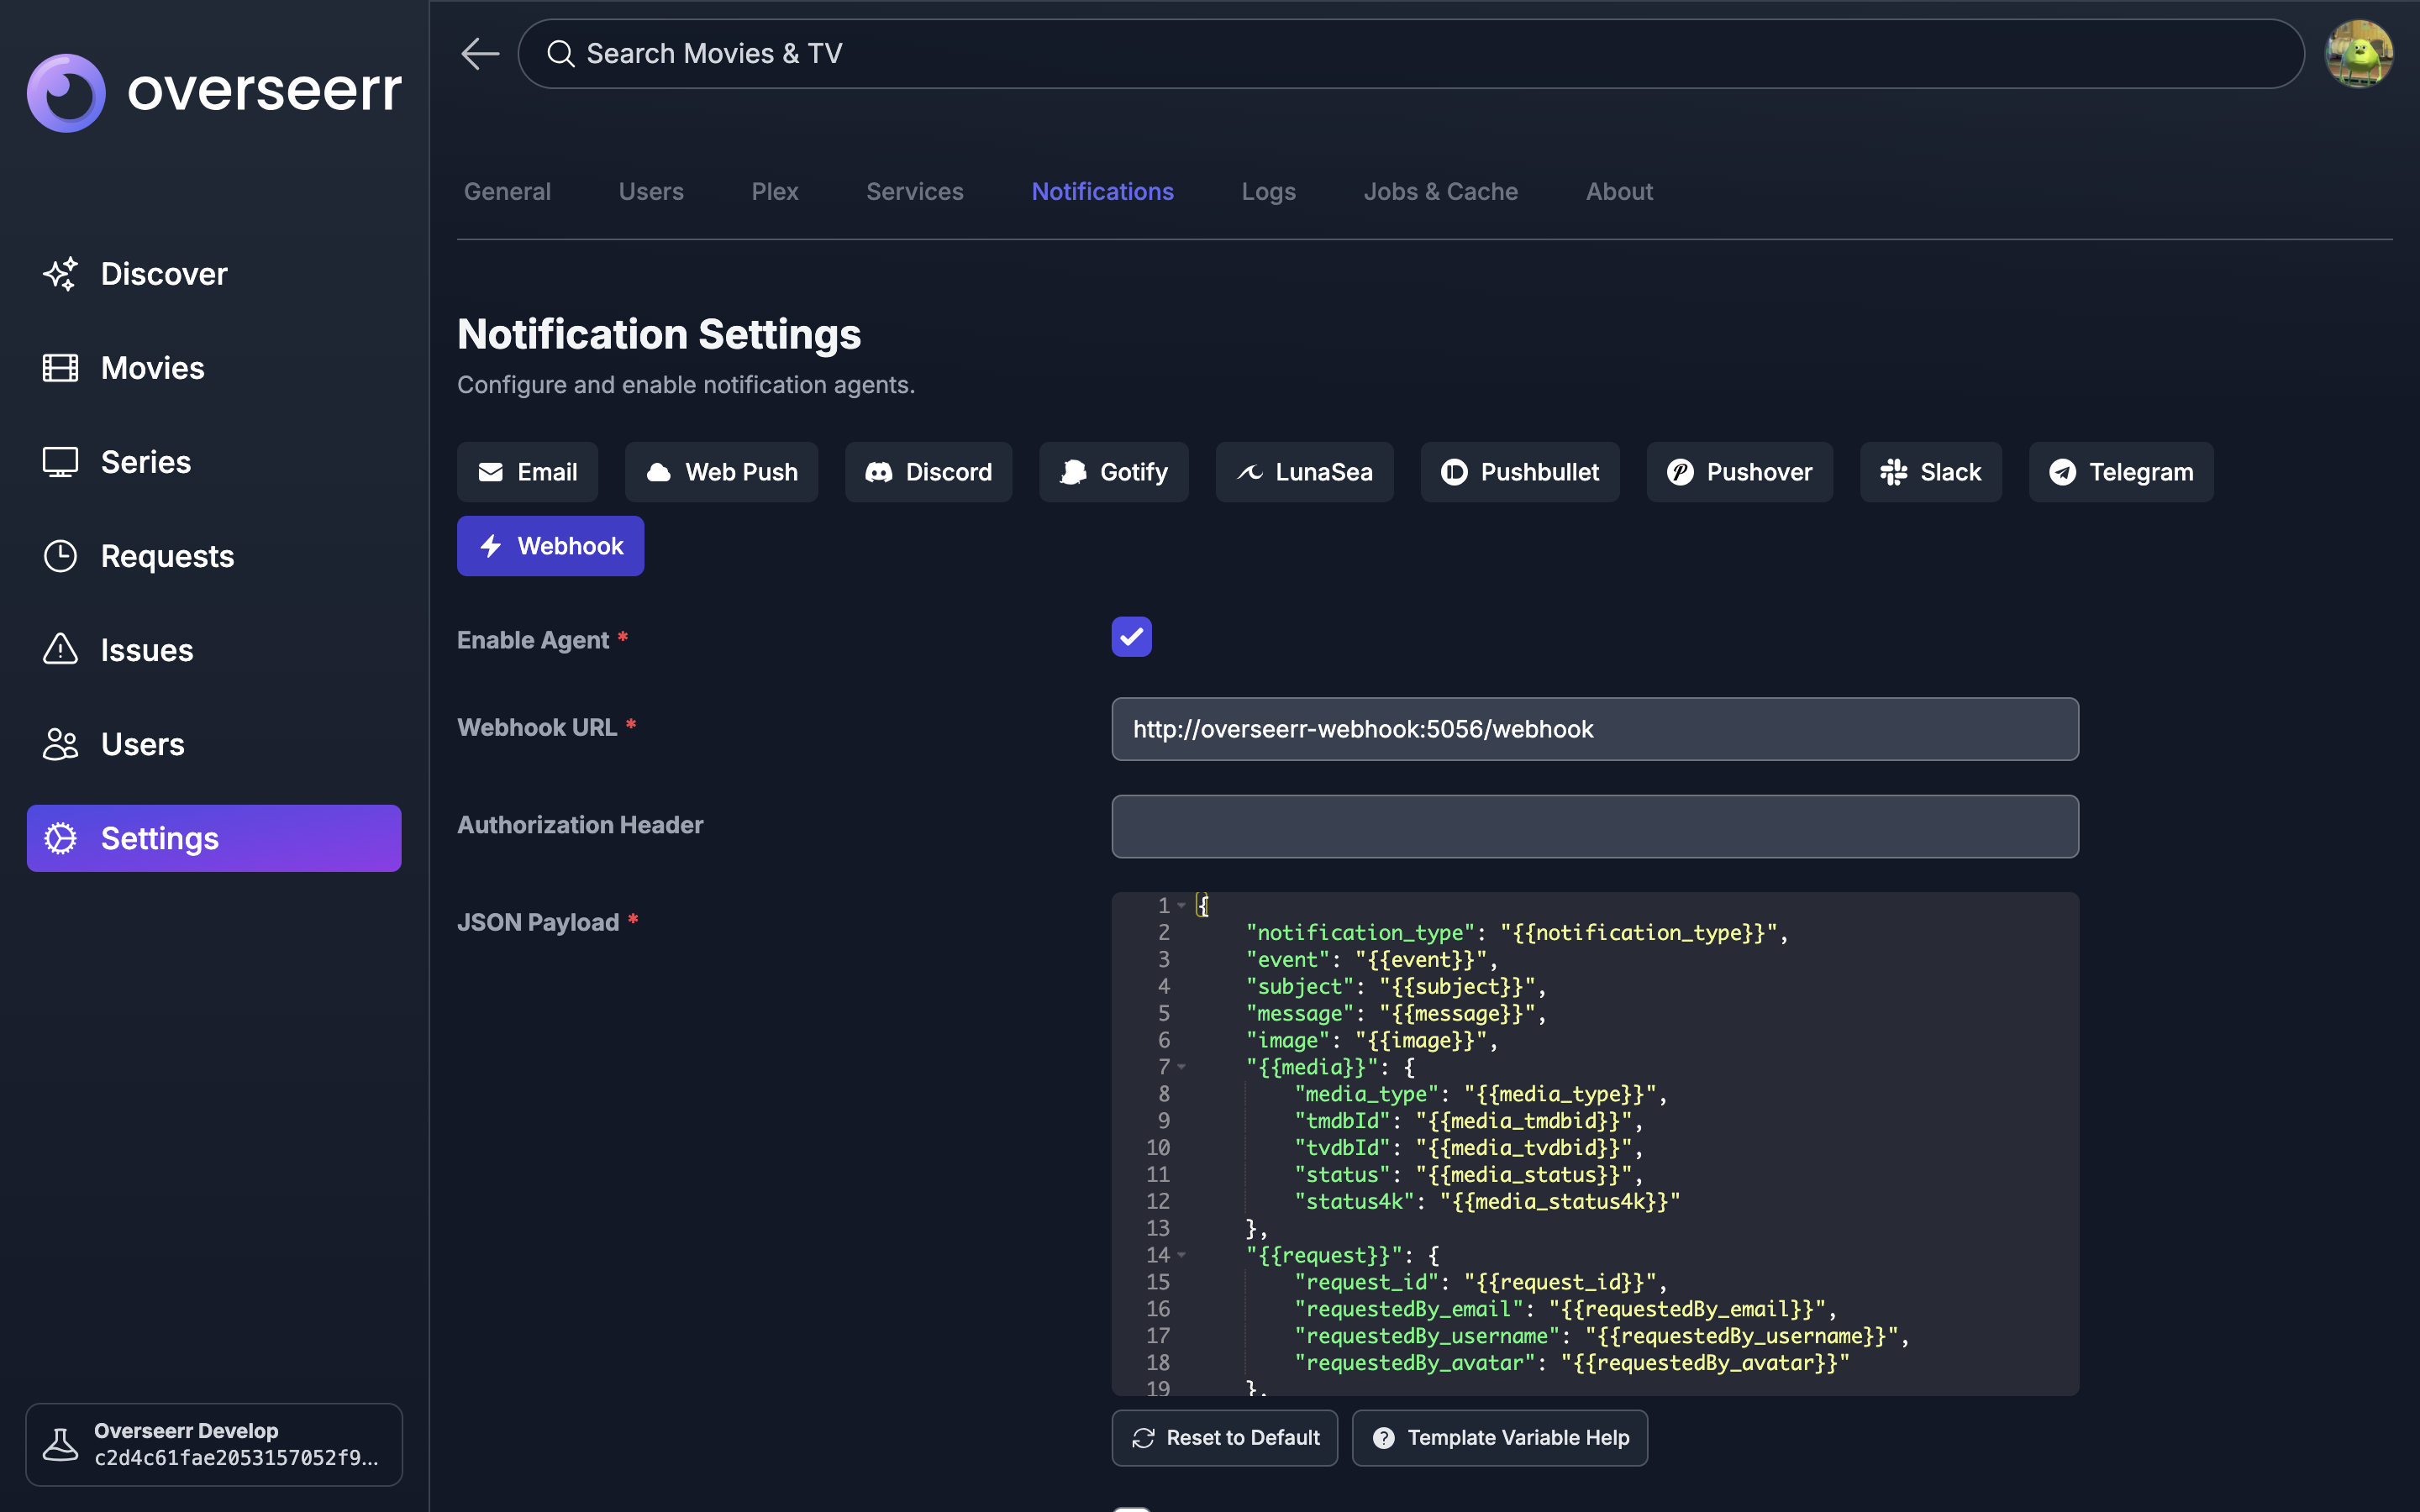 overseerr
Search Movies & TV
Discover
Movies
Series
Requests
Issues
Users
Settings
Overseerr Develop
c2d4c61fae2053157052f9...
General Users Plex Services Notifications Logs Jobs & Cache About
Notification Settings
Configure and enable notification agents.
Email Web Push Discord Gotify LunaSea Pushbullet Pushover Slack Telegram
Webhook
Enable Agent *
Webhook URL * http://overseerr-webhook:5056/webhook
Authorization Header
JSON Payload *
1 {
2 "notification_type": "{{notification_type}}",
3 "event": "{{event}}",
4 "subject": "{{subject}}",
5 "message": "{{message}}",
6 "image": "{{image}}",
7 "{{media}}": {
8 "media_type": "{{media_type}}",
9 "tmdbId": "{{media_tmdbid}}",
10 "tvdbId": "{{media_tvdbid}}",
11 "status": "{{media_status}}",
12 "status4k": "{{media_status4k}}"
13 },
14 "{{request}}": {
15 "request_id": "{{request_id}}",
16 "requestedBy_email": "{{requestedBy_email}}",
17 "requestedBy_username": "{{requestedBy_username}}",
18 "requestedBy_avatar": "{{requestedBy_avatar}}"
19 },
Reset to Default Template Variable Help